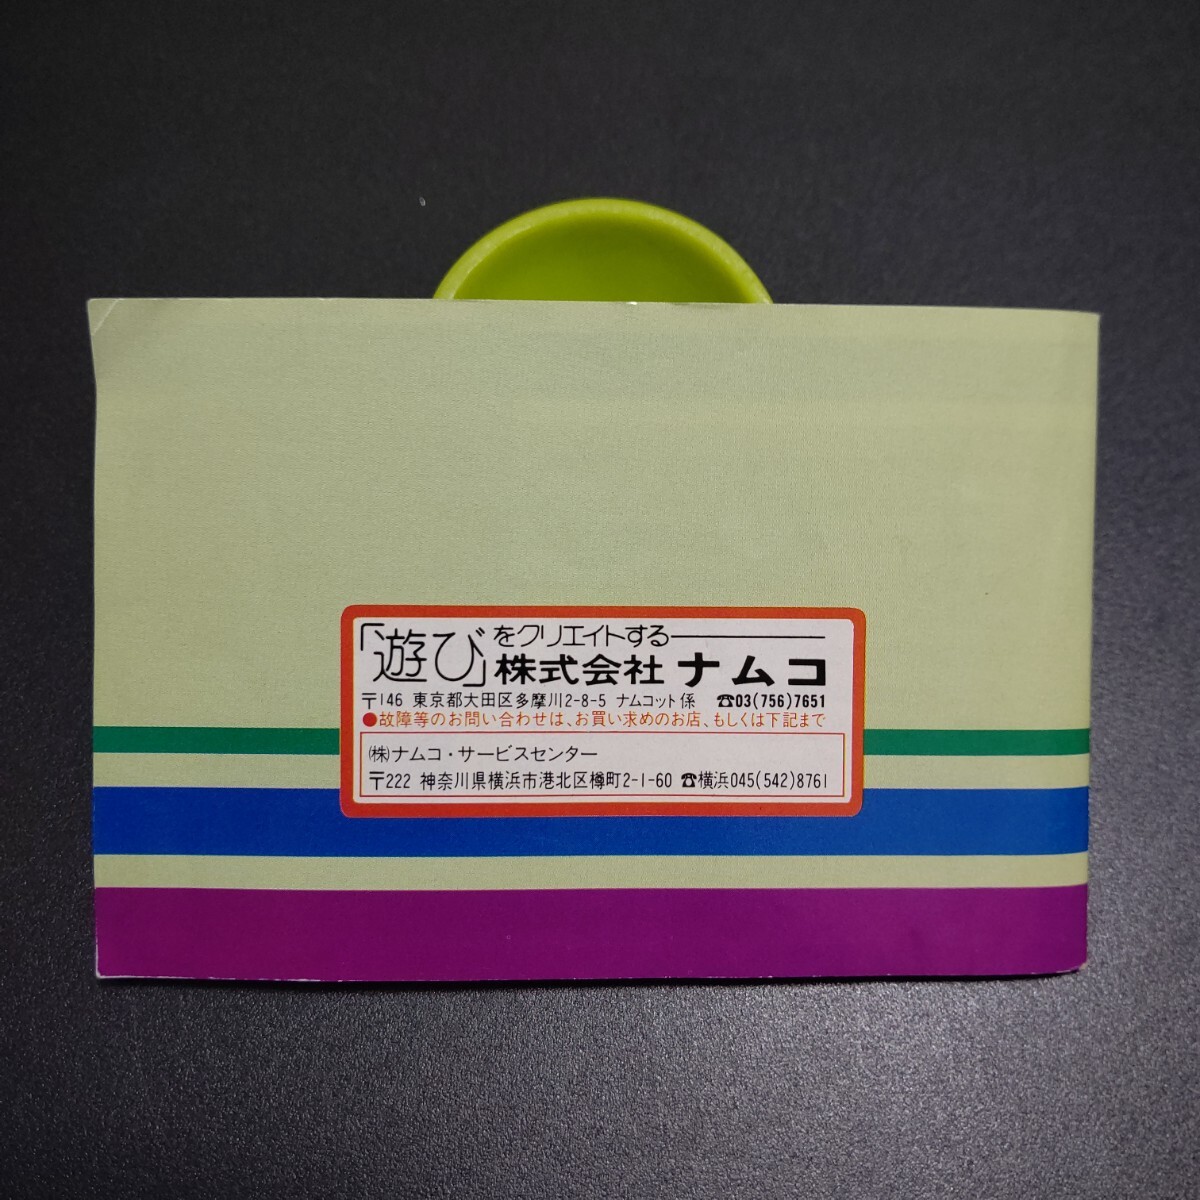 「遊び」をクリエイトする
株式会社 ナムコ
〒146 東京都大田区多摩川2-8-5 ナムコット係 ☎03(756)7651
●故障等のお問い合わせは、お買い求めのお店、もしくは下記まで
㈱ナムコ・サービスセンター
〒222 神奈川県横浜市港北区樽町2-1-60 ☎横浜045(542)8761